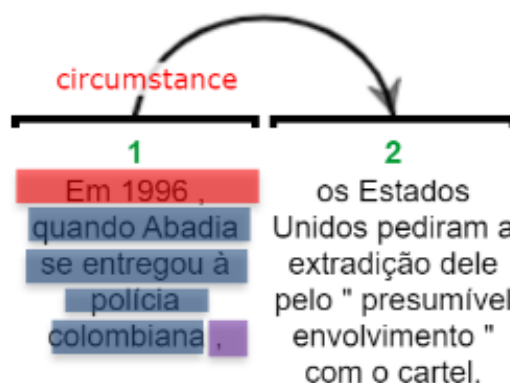 circumstance
1
Em 1996 ,
quando Abadia
se entregou à
polícia
colombiana ,
2
os Estados
Unidos pediram a
extradição dele
pelo " presumível
envolvimento "
com o cartel.